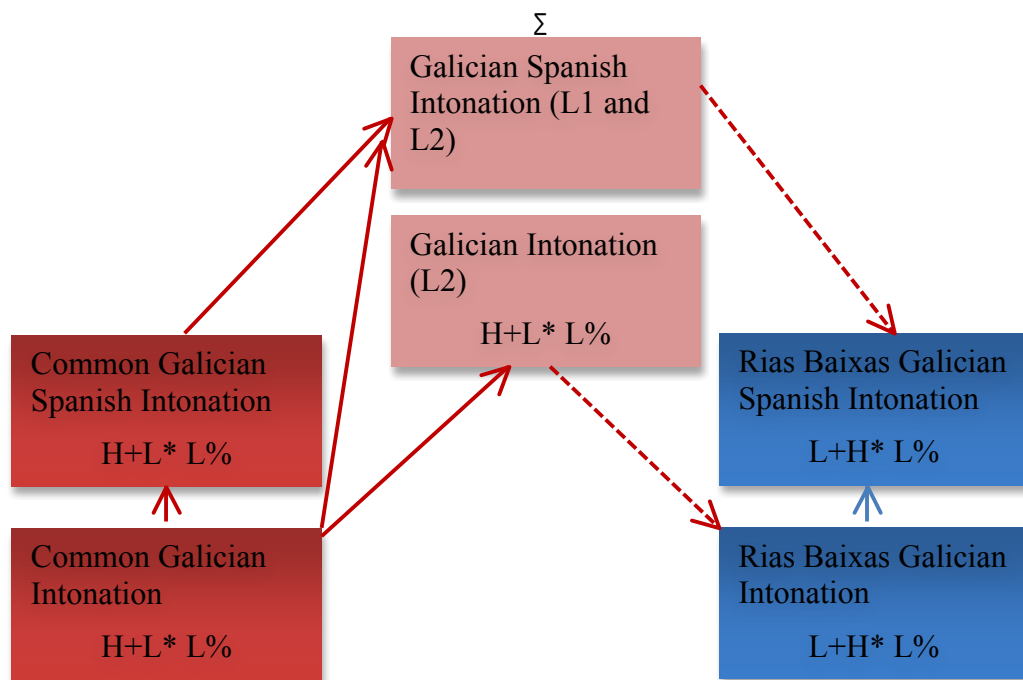 Σ
Galician Spanish
Intonation (L1 and
L2)
Galician Intonation
(L2)
H+L* L%
Common Galician
Spanish Intonation
H+L* L%
Rias Baixas Galician
Spanish Intonation
L+H* L%
Common Galician
Intonation
H+L* L%
Rias Baixas Galician
Intonation
L+H* L%